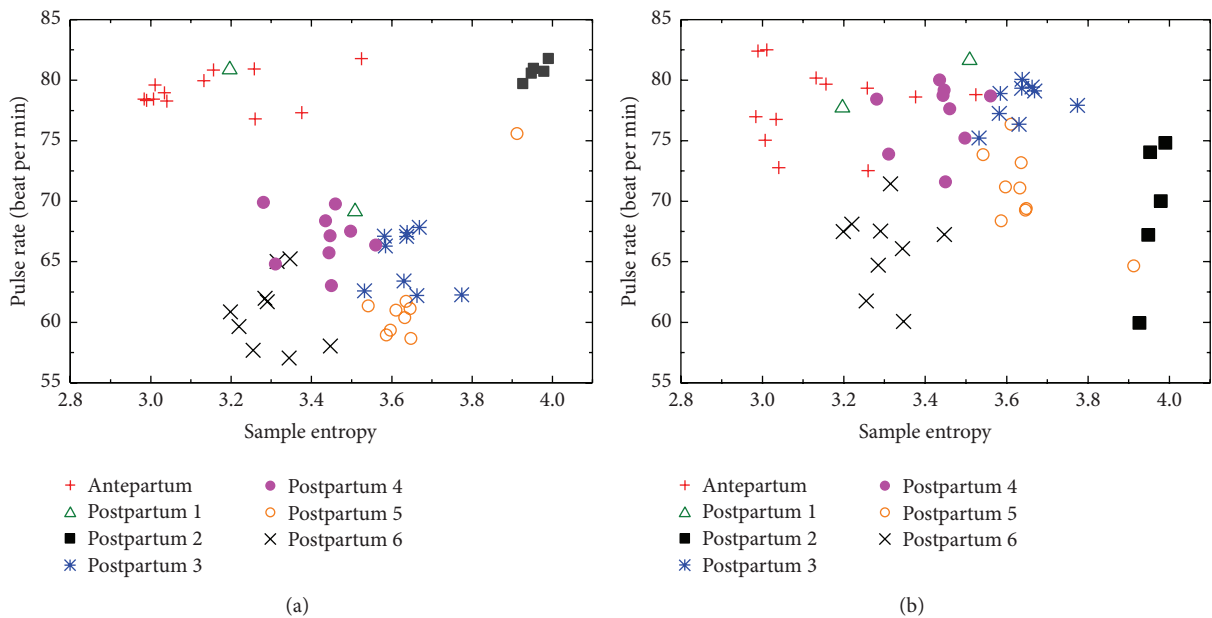 85
80
75
70
65
60
55
Pulse rate (beat per min)
2.8 3.0 3.2 3.4 3.6 3.8 4.0
Sample entropy
Antepartum
Postpartum 1
Postpartum 2
Postpartum 3
Postpartum 4
Postpartum 5
Postpartum 6
(a)
85
80
75
70
65
60
55
Pulse rate (beat per min)
2.8 3.0 3.2 3.4 3.6 3.8 4.0
Sample entropy
Antepartum
Postpartum 1
Postpartum 2
Postpartum 3
Postpartum 4
Postpartum 5
Postpartum 6
(b)